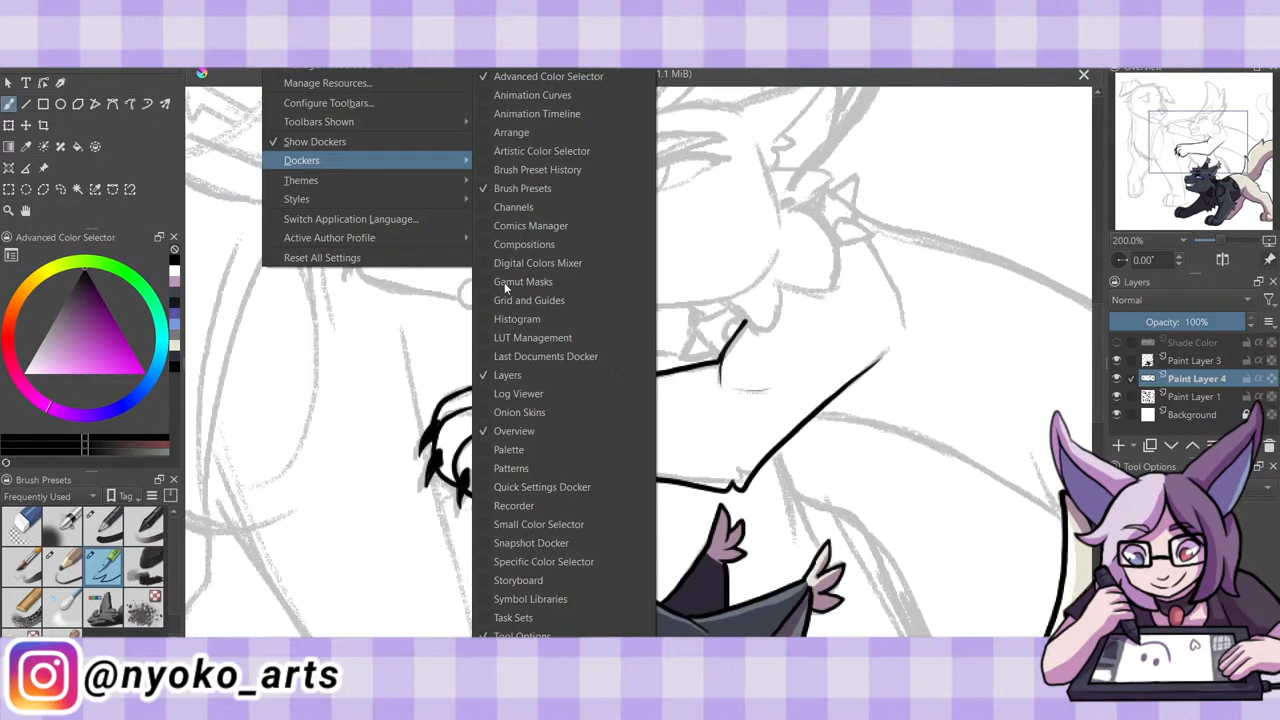 1.1 MiB)
Overview
Manage Resources...
Configure Toolbars...
Toolbars Shown
Show Dockers
Dockers
Themes
Styles
Switch Application Language...
Active Author Profile
Reset All Settings
Advanced Color Selector
Animation Curves
Animation Timeline
Arrange
Artistic Color Selector
Brush Preset History
Brush Presets
Channels
Comics Manager
Compositions
Digital Colors Mixer
Gamut Masks
Grid and Guides
Histogram
LUT Management
Last Documents Docker
Layers
Log Viewer
Onion Skins
Overview
Palette
Patterns
Quick Settings Docker
Recorder
Small Color Selector
Snapshot Docker
Specific Color Selector
Storyboard
Symbol Libraries
Task Sets
Tool Options
Advanced Color Selector
Brush Presets
Frequently Used
Tag
200.0%
0.00°
Layers
Normal
Opacity: 100%
Shade Color
Paint Layer 3
Paint Layer 4
Paint Layer 1
Background
Tool Options
@nyoko_arts